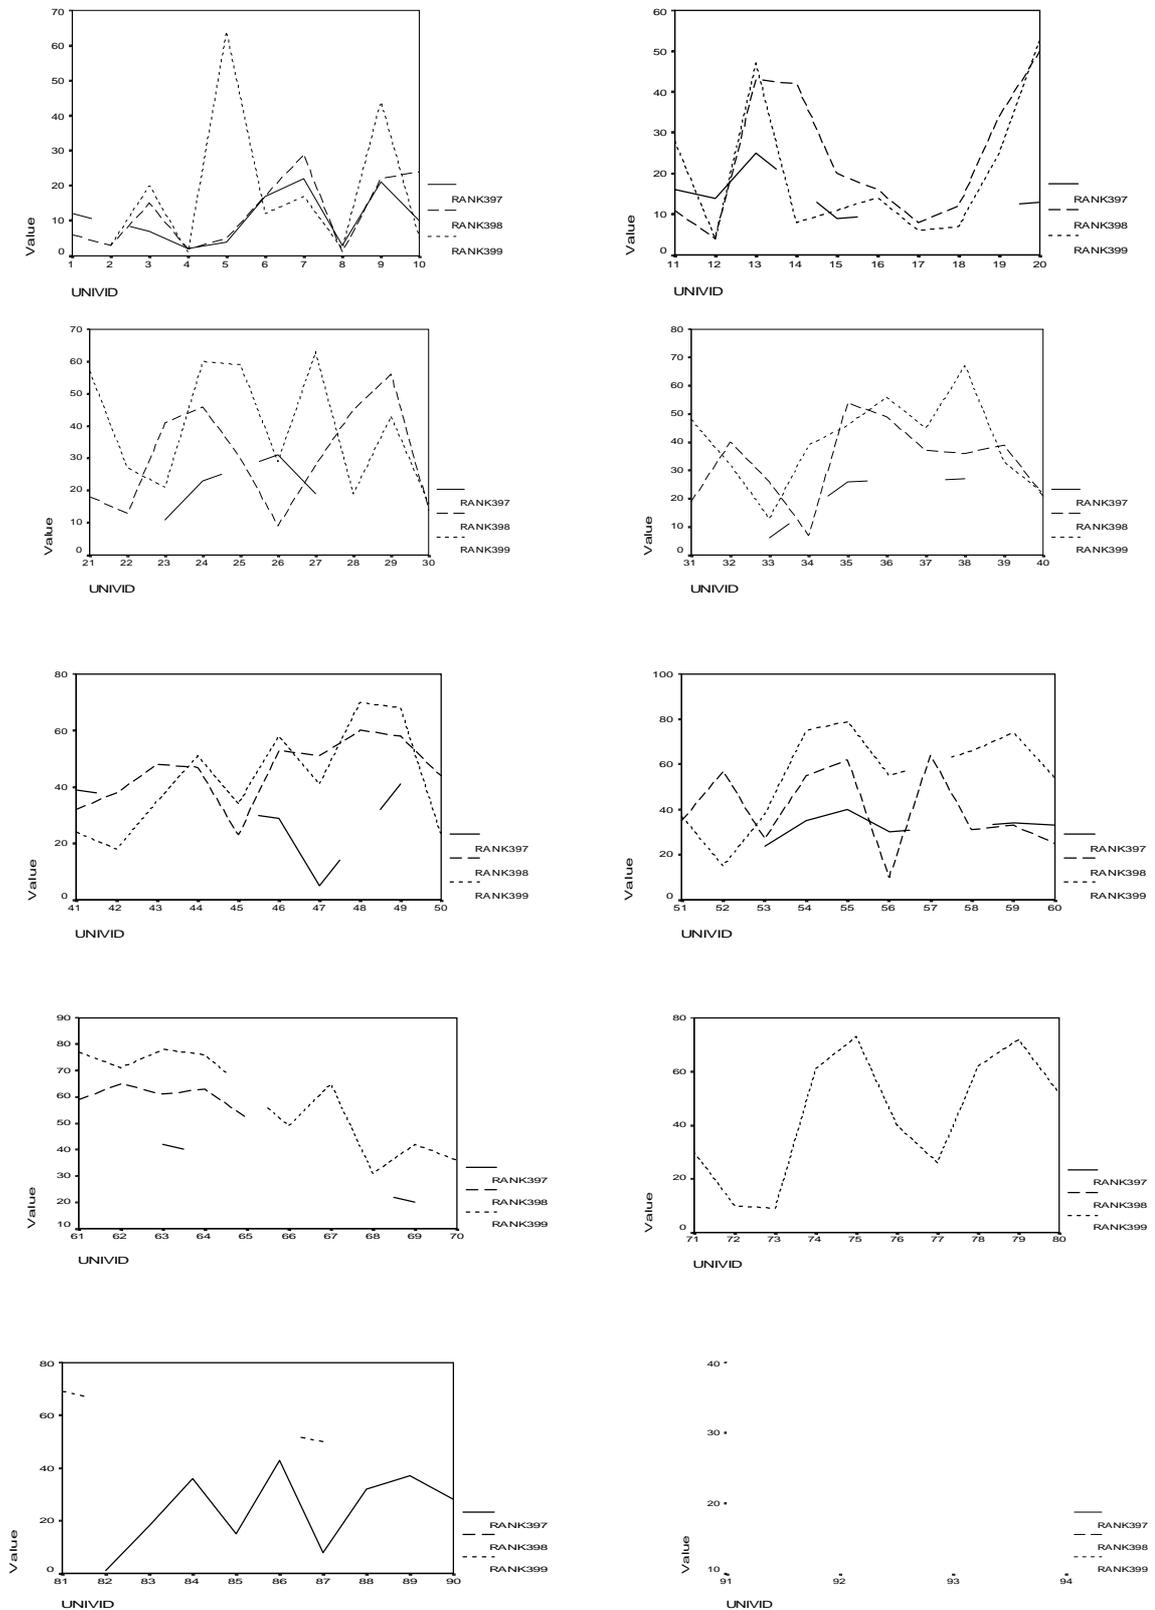 70
60
50
40
30
20
10
0
Value
1 2 3 4 5 6 7 8 9 10
UNIVID
RANK397
RANK398
RANK399
60
50
40
30
20
10
0
Value
11 12 13 14 15 16 17 18 19 20
UNIVID
RANK397
RANK398
RANK399
70
60
50
40
30
20
10
0
Value
21 22 23 24 25 26 27 28 29 30
UNIVID
RANK397
RANK398
RANK399
80
70
60
50
40
30
20
10
0
Value
31 32 33 34 35 36 37 38 39 40
UNIVID
RANK397
RANK398
RANK399
80
60
40
20
0
Value
41 42 43 44 45 46 47 48 49 50
UNIVID
RANK397
RANK398
RANK399
100
80
60
40
20
0
Value
51 52 53 54 55 56 57 58 59 60
UNIVID
RANK397
RANK398
RANK399
90
80
70
60
50
40
30
20
10
Value
61 62 63 64 65 66 67 68 69 70
UNIVID
RANK397
RANK398
RANK399
80
60
40
20
0
Value
71 72 73 74 75 76 77 78 79 80
UNIVID
RANK397
RANK398
RANK399
80
60
40
20
0
Value
81 82 83 84 85 86 87 88 89 90
UNIVID
RANK397
RANK398
RANK399
40
30
20
10
Value
91 92 93 94
UNIVID
RANK397
RANK398
RANK399